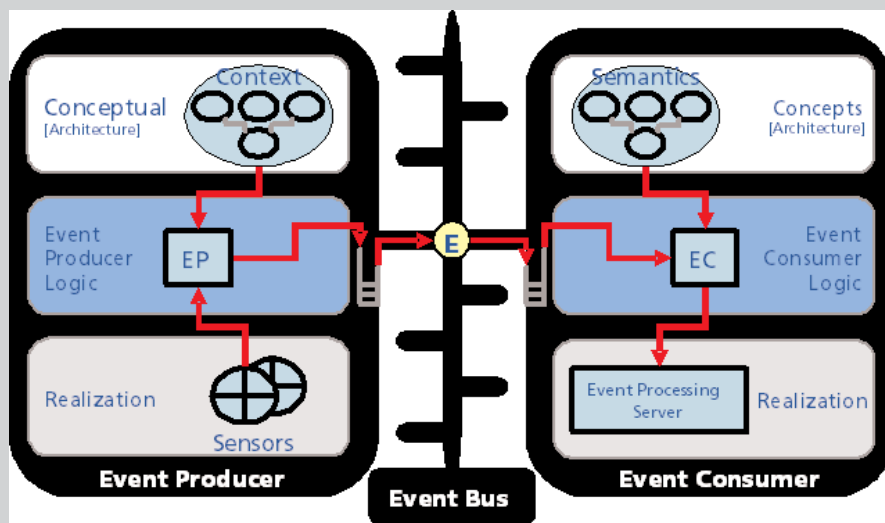 Context
Conceptual
[Architecture]
Event
Producer
Logic
EP
Realization
Sensors
Event Producer
E
Event Bus
Semantics
Concepts
[Architecture]
EC
Event
Consumer
Logic
Event Processing
Server
Realization
Event Consumer